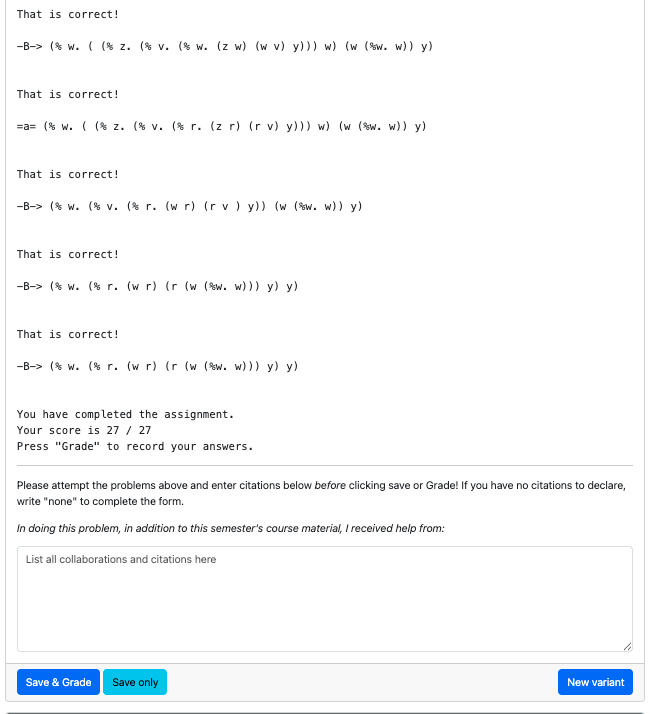 That is correct!
-B-> (% w. ( (% z. (% v. (% w. (z w) (w v) y))) w) (w (%w. w)) y)
That is correct!
=a= (% w. ( (% z. (% v. (% r. (z r) (r v) y))) w) (w (%w. w)) y)
That is correct!
-B-> (% w. (% v. (% r. (w r) (r v ) y)) (w (%w. w)) y)
That is correct!
-B-> (% w. (% r. (w r) (r (w (%w. w))) y) y)
That is correct!
-B-> (% w. (% r. (w r) (r (w (%w. w))) y) y)
You have completed the assignment.
Your score is 27 / 27
Press "Grade" to record your answers.
Please attempt the problems above and enter citations below before clicking save or Grade! If you have no citations to declare,
write "none" to complete the form.
In doing this problem, in addition to this semester's course material, I received help from:
List all collaborations and citations here
Save & Grade Save only New variant